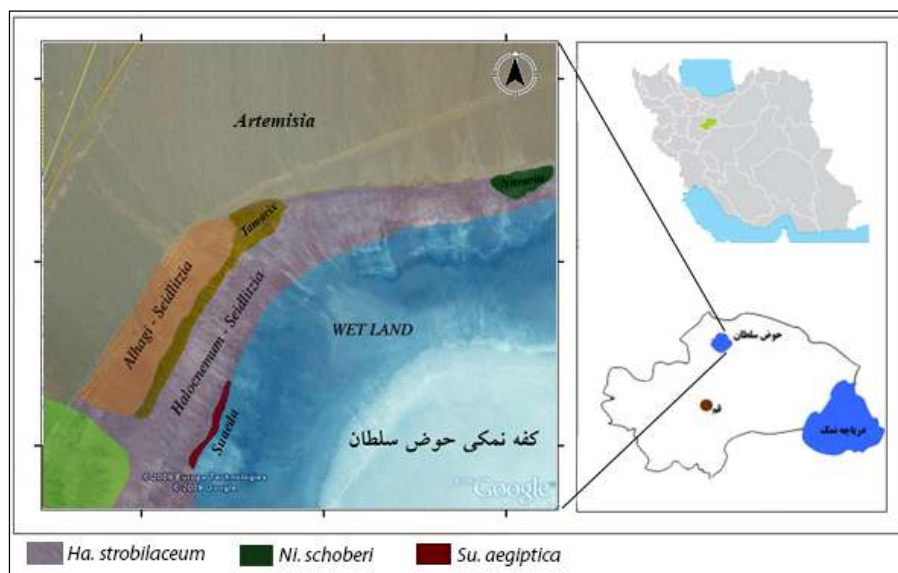 Artemisia
Nitraria
Tamarix
Alhagi - Seidlitzia
Halocnemum - Seidlitzia
WET LAND
Suaeda
کفه نمکی حوض سلطان
Google
حوض سلطان
قم
دریاچه نمک
Ha. strobilaceum
Ni. schoberi
Su. aegiptica